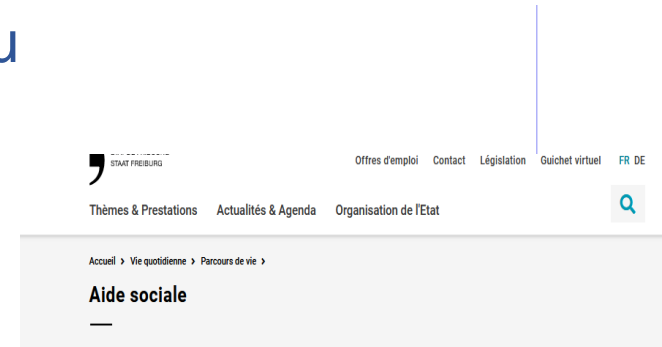 u
STAAT FREIBURG
Offres d'emploi Contact Législation Guichet virtuel FR DE
Thèmes & Prestations Actualités & Agenda Organisation de l'Etat
Accueil > Vie quotidienne > Parcours de vie >
Aide sociale